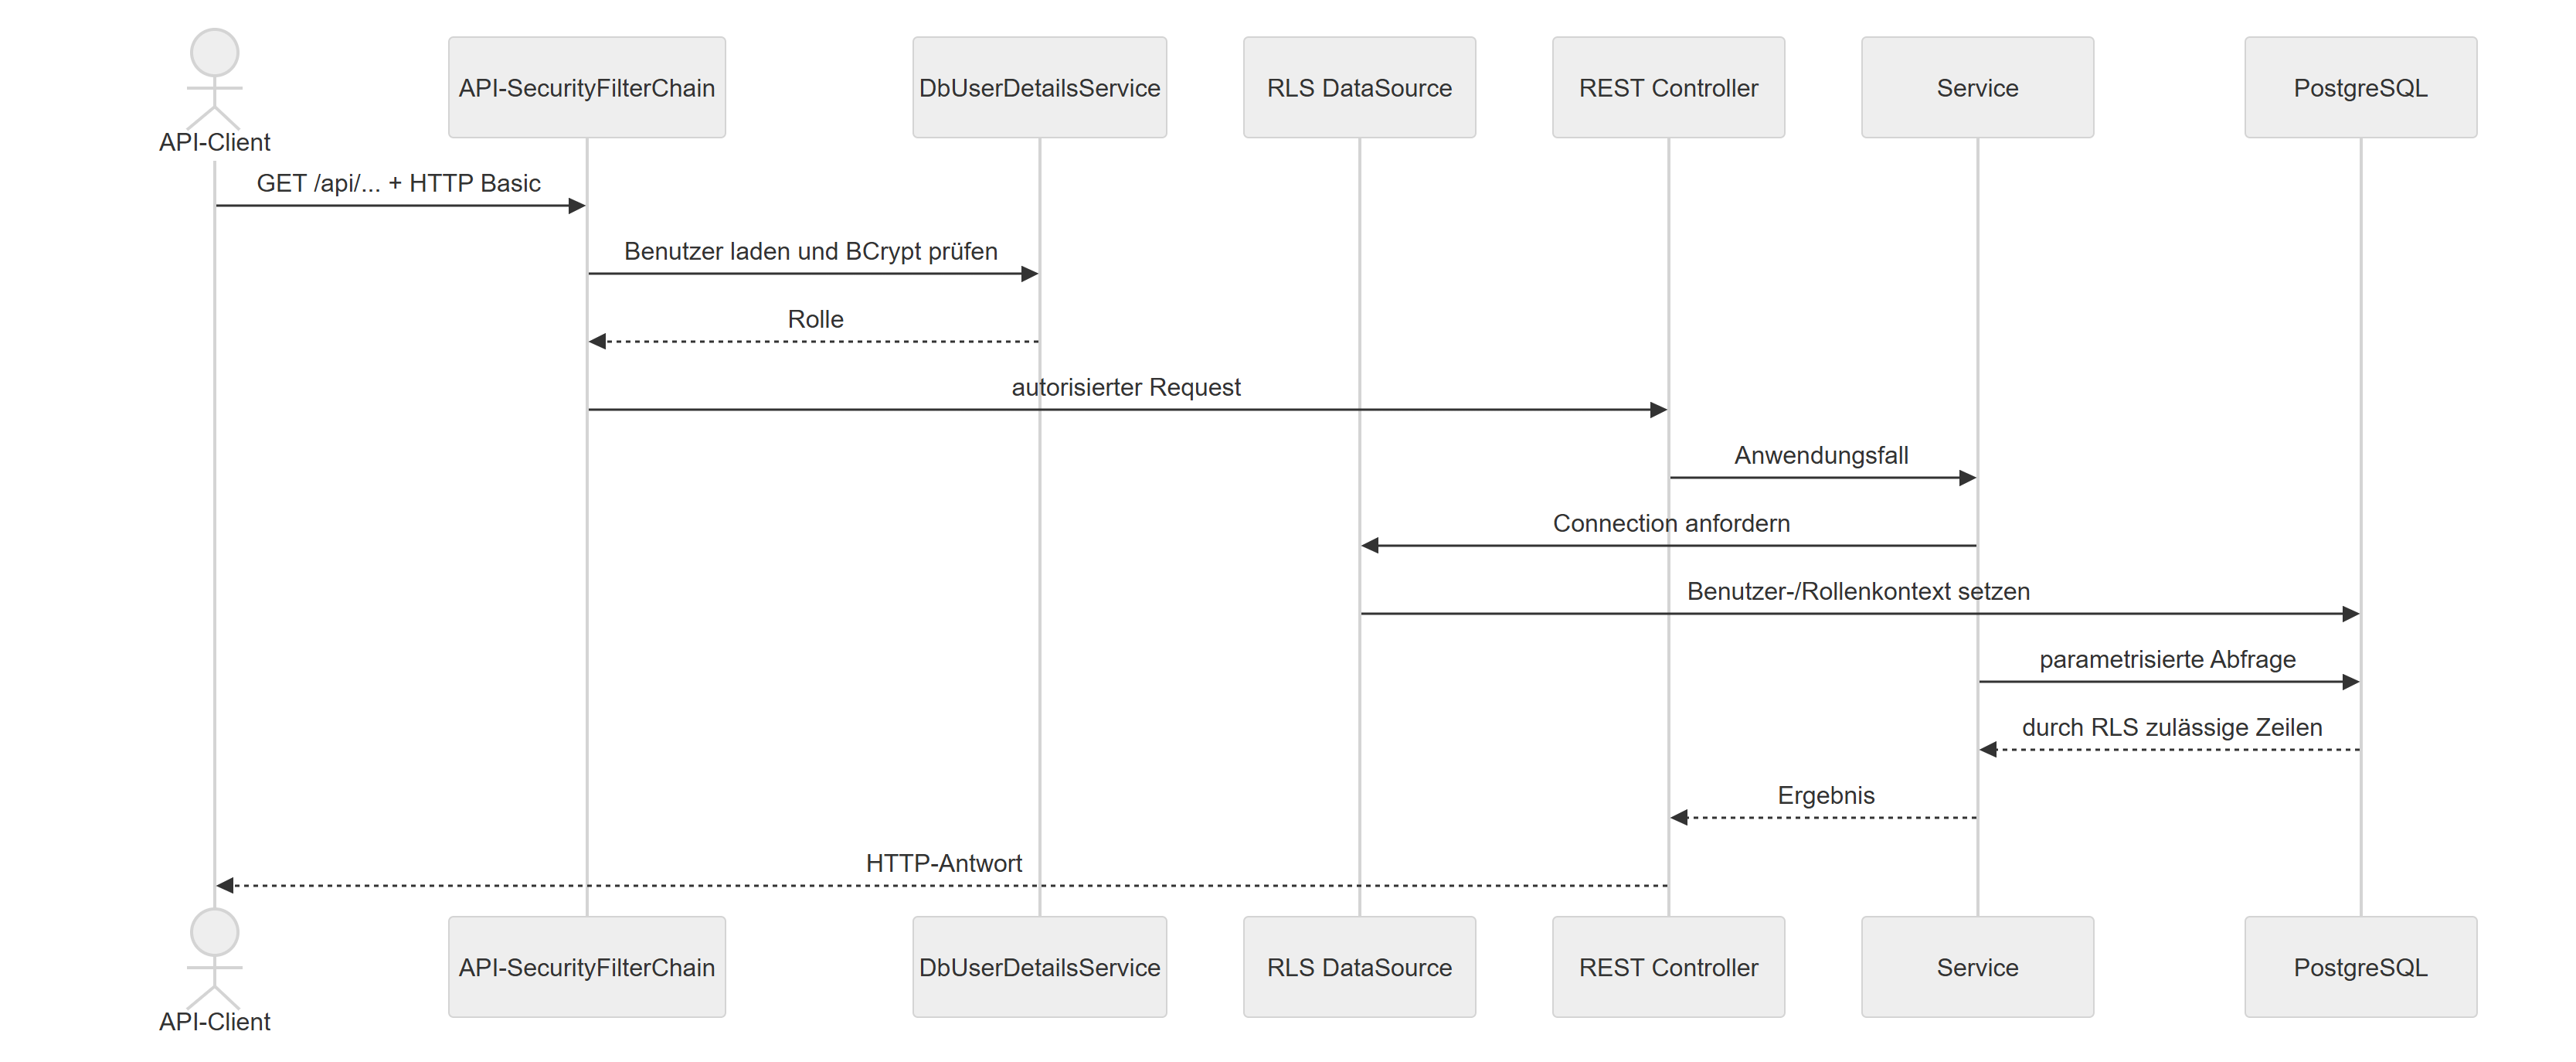 API-Client
API-SecurityFilterChain
DbUserDetailsService
RLS DataSource
REST Controller
Service
PostgreSQL
GET /api/... + HTTP Basic
Benutzer laden und BCrypt prüfen
Rolle
autorisierter Request
Anwendungsfall
Connection anfordern
Benutzer-/Rollenkontext setzen
parametrisierte Abfrage
durch RLS zulässige Zeilen
Ergebnis
HTTP-Antwort
API-Client
API-SecurityFilterChain
DbUserDetailsService
RLS DataSource
REST Controller
Service
PostgreSQL